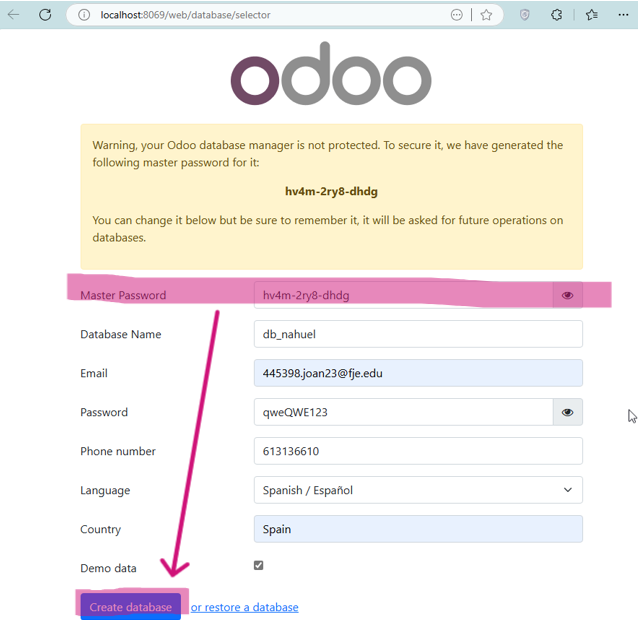 localhost:8069/web/database/selector
odoo
Warning, your Odoo database manager is not protected. To secure it, we have generated the
following master password for it:
hv4m-2ry8-dhdg
You can change it below but be sure to remember it, it will be asked for future operations on
databases.
Master Password hv4m-2ry8-dhdg
Database Name db_nahuel
Email 445398.joan23@fje.edu
Password qweQWE123
Phone number 613136610
Language Spanish / Español
Country Spain
Demo data
Create database or restore a database